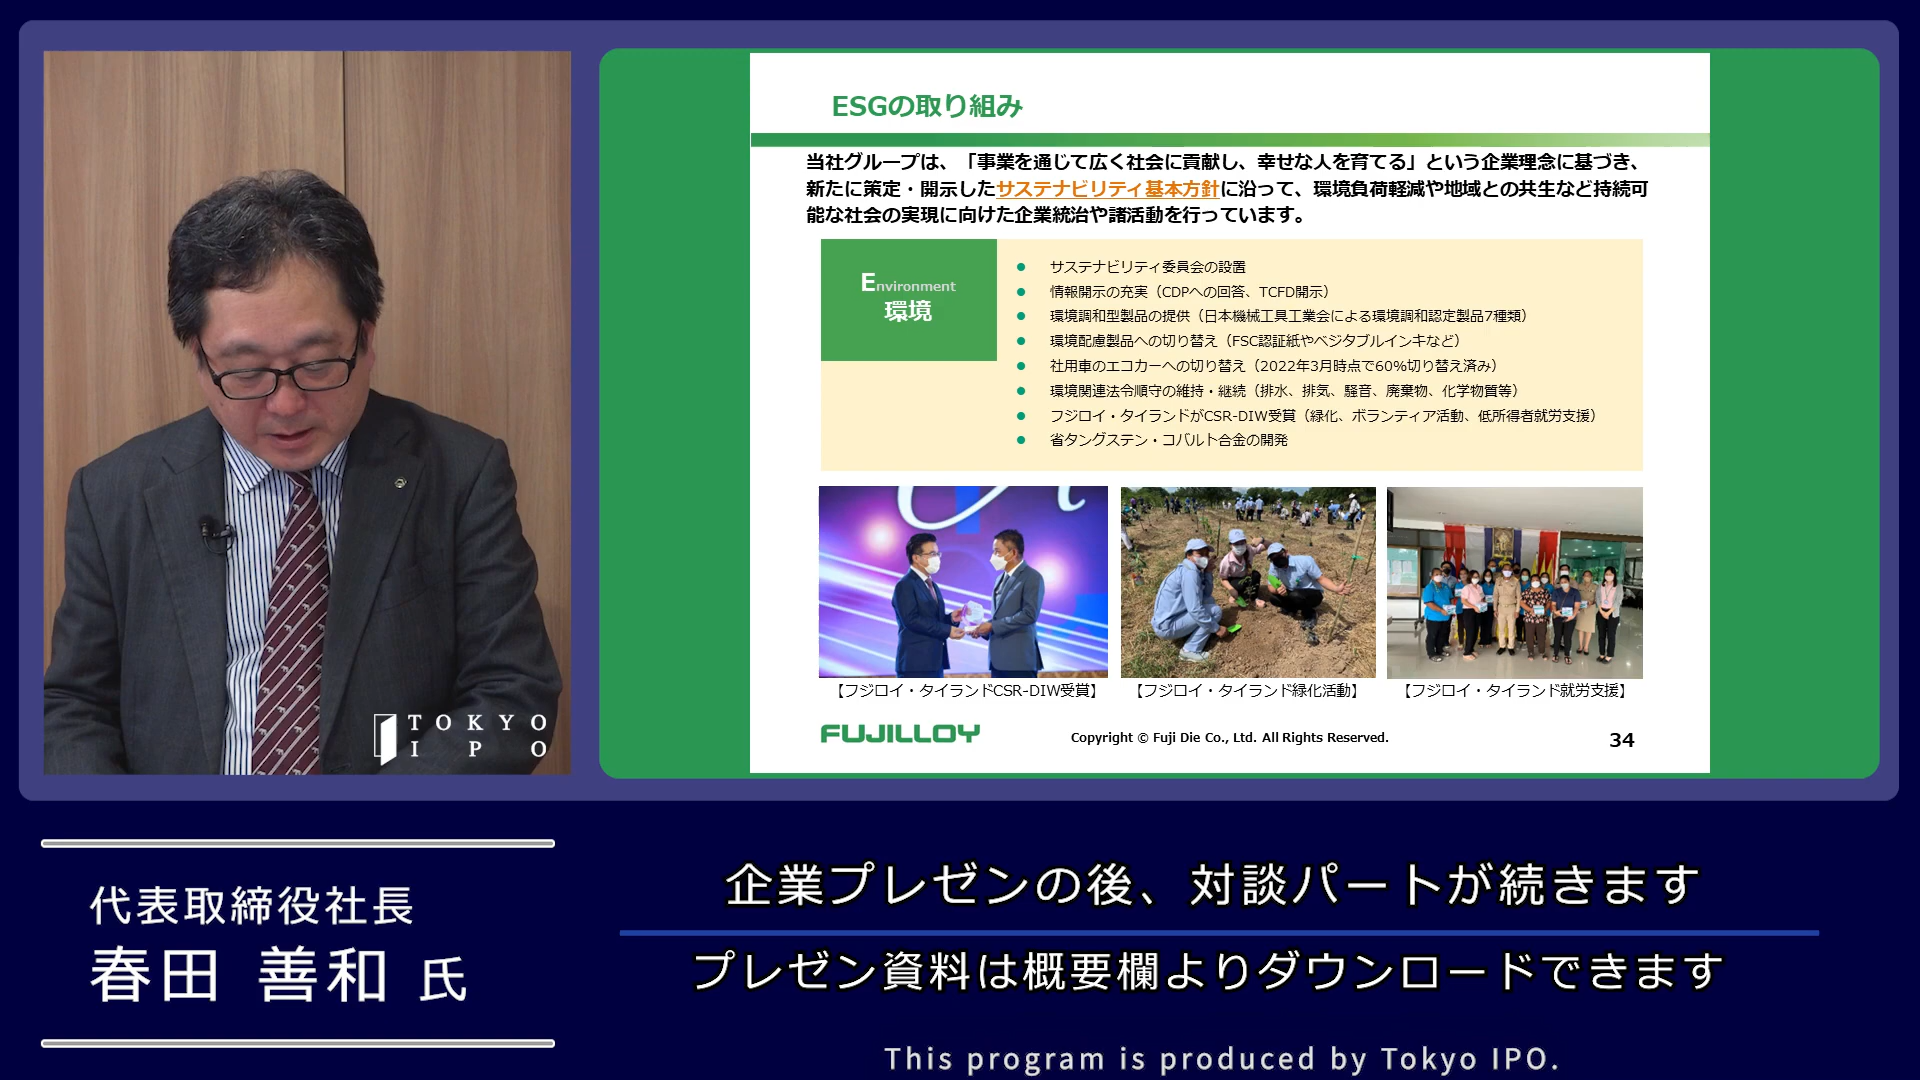 TOKYO
IPO
ESGの取り組み
当社グループは、「事業を通じて広く社会に貢献し、幸せな人を育てる」という企業理念に基づき、
新たに策定・開示したサステナビリティ基本方針に沿って、環境負荷軽減や地域との共生など持続可
能な社会の実現に向けた企業統治や諸活動を行っています。
Environment
環境
● サステナビリティ委員会の設置
● 情報開示の充実（CDPへの回答、TCFD開示）
● 環境調和型製品の提供（日本機械工具工業会による環境調和認定製品7種類）
● 環境配慮製品への切り替え（FSC認証紙やベジタブルインキなど）
● 社用車のエコカーへの切り替え（2022年3月時点で60%切り替え済み）
● 環境関連法令順守の維持・継続（排水、排気、騒音、廃棄物、化学物質等）
● フジロイ・タイランドがCSR-DIW受賞（緑化、ボランティア活動、低所得者就労支援）
● 省タングステン・コバルト合金の開発
【フジロイ・タイランドCSR-DIW受賞】
【フジロイ・タイランド緑化活動】
【フジロイ・タイランド就労支援】
FUJILLOY
Copyright © Fuji Die Co., Ltd. All Rights Reserved.
34
代表取締役社長
春田 善和 氏
企業プレゼンの後、対談パートが続きます
プレゼン資料は概要欄よりダウンロードできます
This program is produced by Tokyo IPO.